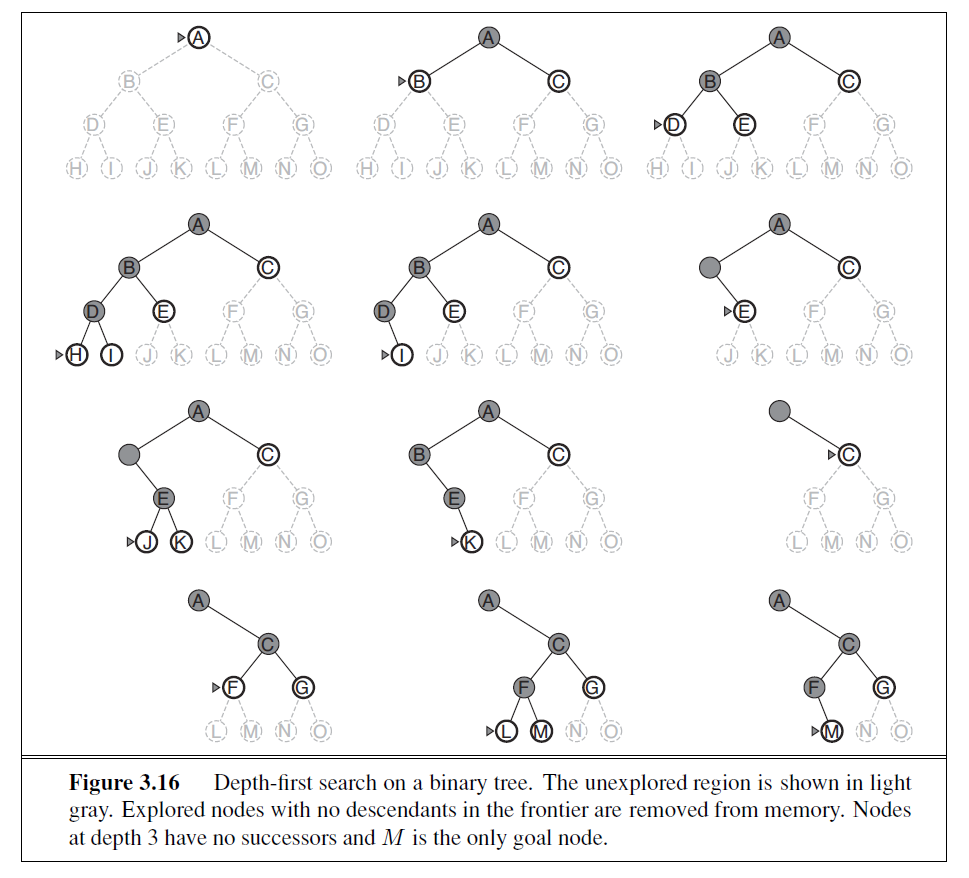 A A A
B C B C B C
D E F G D E F G D E F G
H I J K L M N O H I J K L M N O H I J K L M N O
A A A
B C B C C
D E F G D E F G E F G
H I J K L M N O I J K L M N O J K L M N O
A A
C B C C
E F G E F G F G
J K L M N O K L M N O L M N O
A A A
C C C
F G F G F G
L M N O L M N O M N O
Figure 3.16 Depth-first search on a binary tree. The unexplored region is shown in light
gray. Explored nodes with no descendants in the frontier are removed from memory. Nodes
at depth 3 have no successors and M is the only goal node.